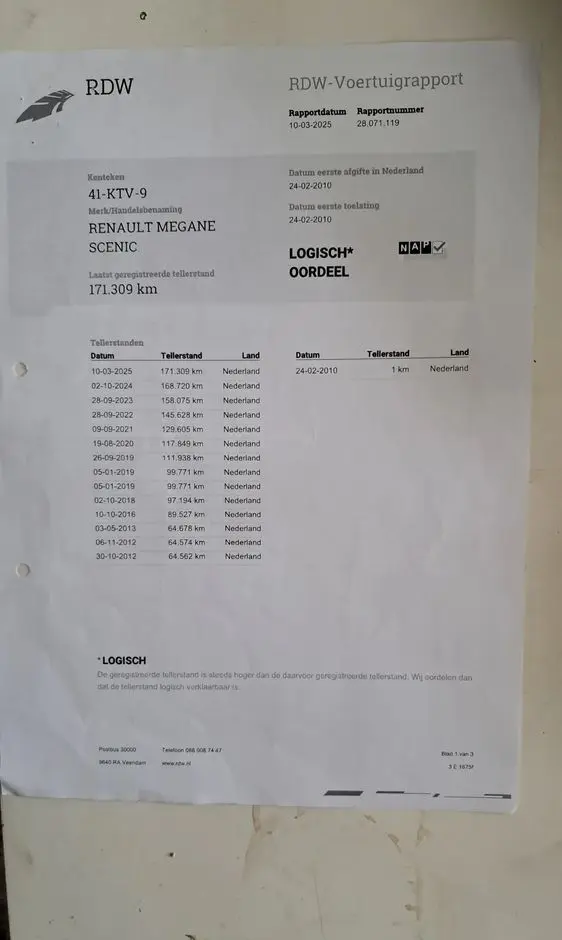 RDW
RDW-Voertuigrapport
Rapportdatum Rapportnummer
10-03-2025 28.071.119
Kenteken
41-KTV-9
Merk/Handelsbenaming
RENAULT MEGANE
SCENIC
Laatst geregistreerde tellerstand
171.309 km
Datum eerste afgifte in Nederland
24-02-2010
Datum eerste toelating
24-02-2010
LOGISCH*
OORDEEL
NAP
Tellerstanden
Datum Tellerstand Land
10-03-2025 171.309 km Nederland
02-10-2024 168.720 km Nederland
28-09-2023 158.075 km Nederland
28-09-2022 145.628 km Nederland
09-09-2021 129.605 km Nederland
19-08-2020 117.849 km Nederland
26-09-2019 111.938 km Nederland
05-01-2019 99.771 km Nederland
05-01-2019 99.771 km Nederland
02-10-2018 97.194 km Nederland
10-10-2016 89.527 km Nederland
03-05-2013 64.678 km Nederland
06-11-2012 64.574 km Nederland
30-10-2012 64.562 km Nederland
Datum Tellerstand Land
24-02-2010 1 km Nederland
*LOGISCH
De geregistreerde tellerstand is steeds hoger dan de daarvoor geregistreerde tellerstand. Wij oordelen dan
dat de tellerstand logisch verklaarbaar is.
Postbus 30000 Telefoon 088 008 74 47
9640 RA Veendam www.rdw.nl
Blad 1 van 3